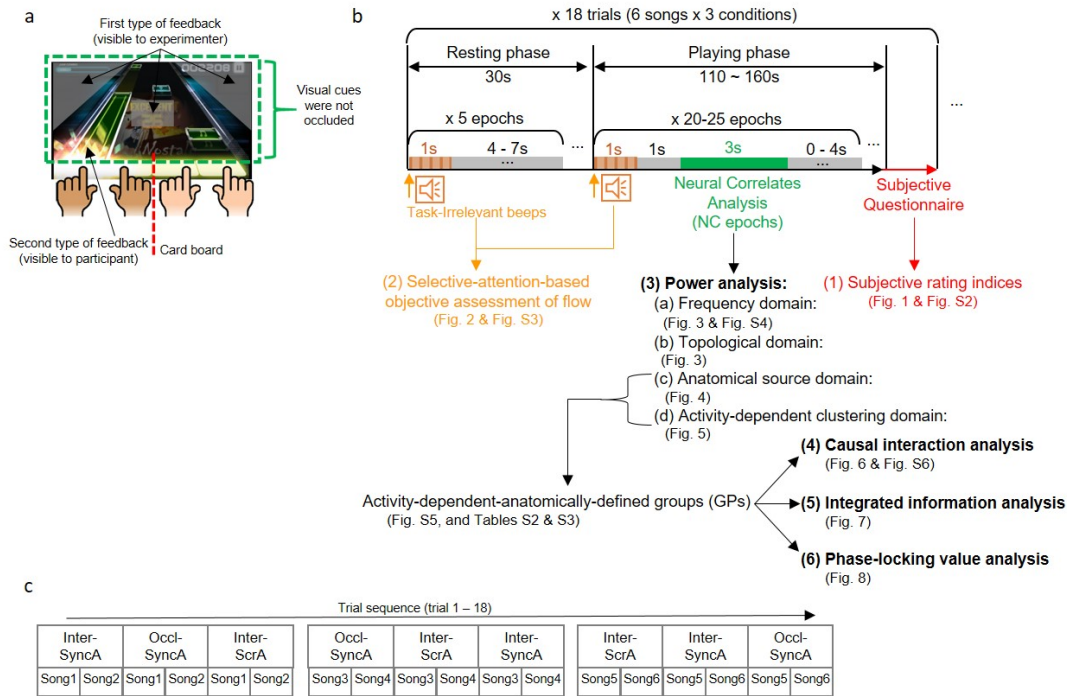 a
First type of feedback
(visible to experimenter)
002208
Visual cues
were not
occluded
Second type of feedback
(visible to participant)
Card board
b
x 18 trials (6 songs x 3 conditions)
Resting phase
30s
Playing phase
110 ~ 160s
...
x 5 epochs
x 20-25 epochs
1s
4 - 7s
...
...
1s
1s
3s
0 - 4s
...
...
Task-Irrelevant beeps
Neural Correlates
Analysis
(NC epochs)
Subjective
Questionnaire
(2) Selective-attention-based
objective assessment of flow
(Fig. 2 & Fig. S3)
(3) Power analysis:
(a) Frequency domain:
(Fig. 3 & Fig. S4)
(b) Topological domain:
(Fig. 3)
(c) Anatomical source domain:
(Fig. 4)
(d) Activity-dependent clustering domain:
(Fig. 5)
(1) Subjective rating indices
(Fig. 1 & Fig. S2)
Activity-dependent-anatomically-defined groups (GPs)
(Fig. S5, and Tables S2 & S3)
(4) Causal interaction analysis
(Fig. 6 & Fig. S6)
(5) Integrated information analysis
(Fig. 7)
(6) Phase-locking value analysis
(Fig. 8)
c
Trial sequence (trial 1 – 18)
Inter-SyncA Occl-SyncA Inter-ScrA Occl-SyncA Inter-ScrA Inter-SyncA Inter-ScrA Inter-SyncA Occl-SyncA
Song1 Song2 Song1 Song2 Song1 Song2 Song3 Song4 Song3 Song4 Song3 Song4 Song5 Song6 Song5 Song6 Song5 Song6